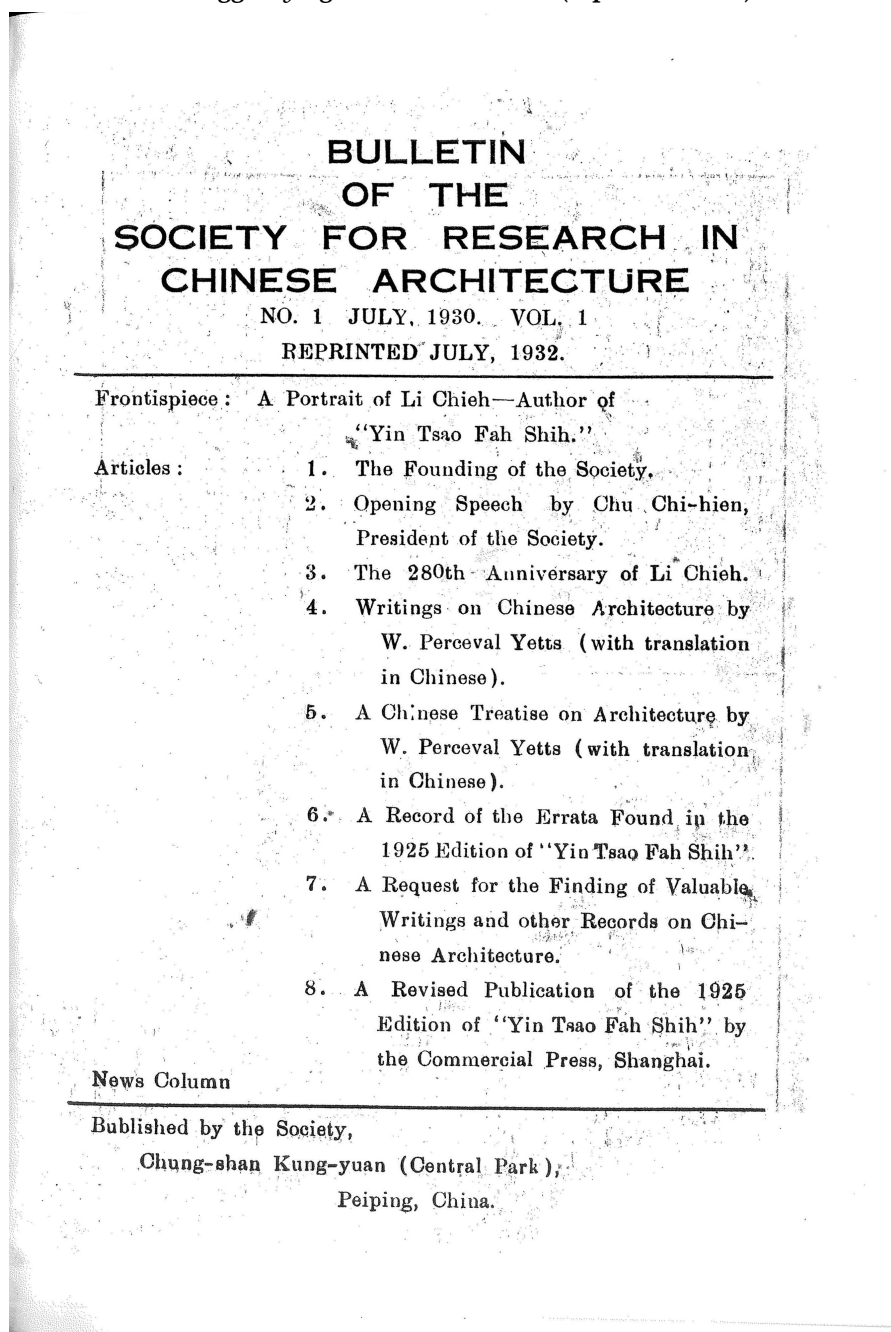 BULLETIN
OF THE
SOCIETY FOR RESEARCH IN
CHINESE ARCHITECTURE
NO. 1 JULY, 1930. VOL. 1
REPRINTED JULY, 1932.
Frontispiece : A Portrait of Li Chieh—Author of
"Yin Tsao Fah Shih."
Articles : 1. The Founding of the Society.
2. Opening Speech by Chu Chi-hien,
President of the Society.
3. The 280th Anniversary of Li Chieh.
4. Writings on Chinese Architecture by
W. Perceval Yetts (with translation
in Chinese).
5. A Chinese Treatise on Architecture by
W. Perceval Yetts (with translation
in Chinese).
6. A Record of the Errata Found in the
1925 Edition of "Yin Tsao Fah Shih".
7. A Request for the Finding of Valuable
Writings and other Records on Chi-
nese Architecture.
8. A Revised Publication of the 1925
Edition of "Yin Tsao Fah Shih" by
the Commercial Press, Shanghai.
News Column
Bublished by the Society,
Chung-shan Kung-yuan (Central Park),
Peiping, China.